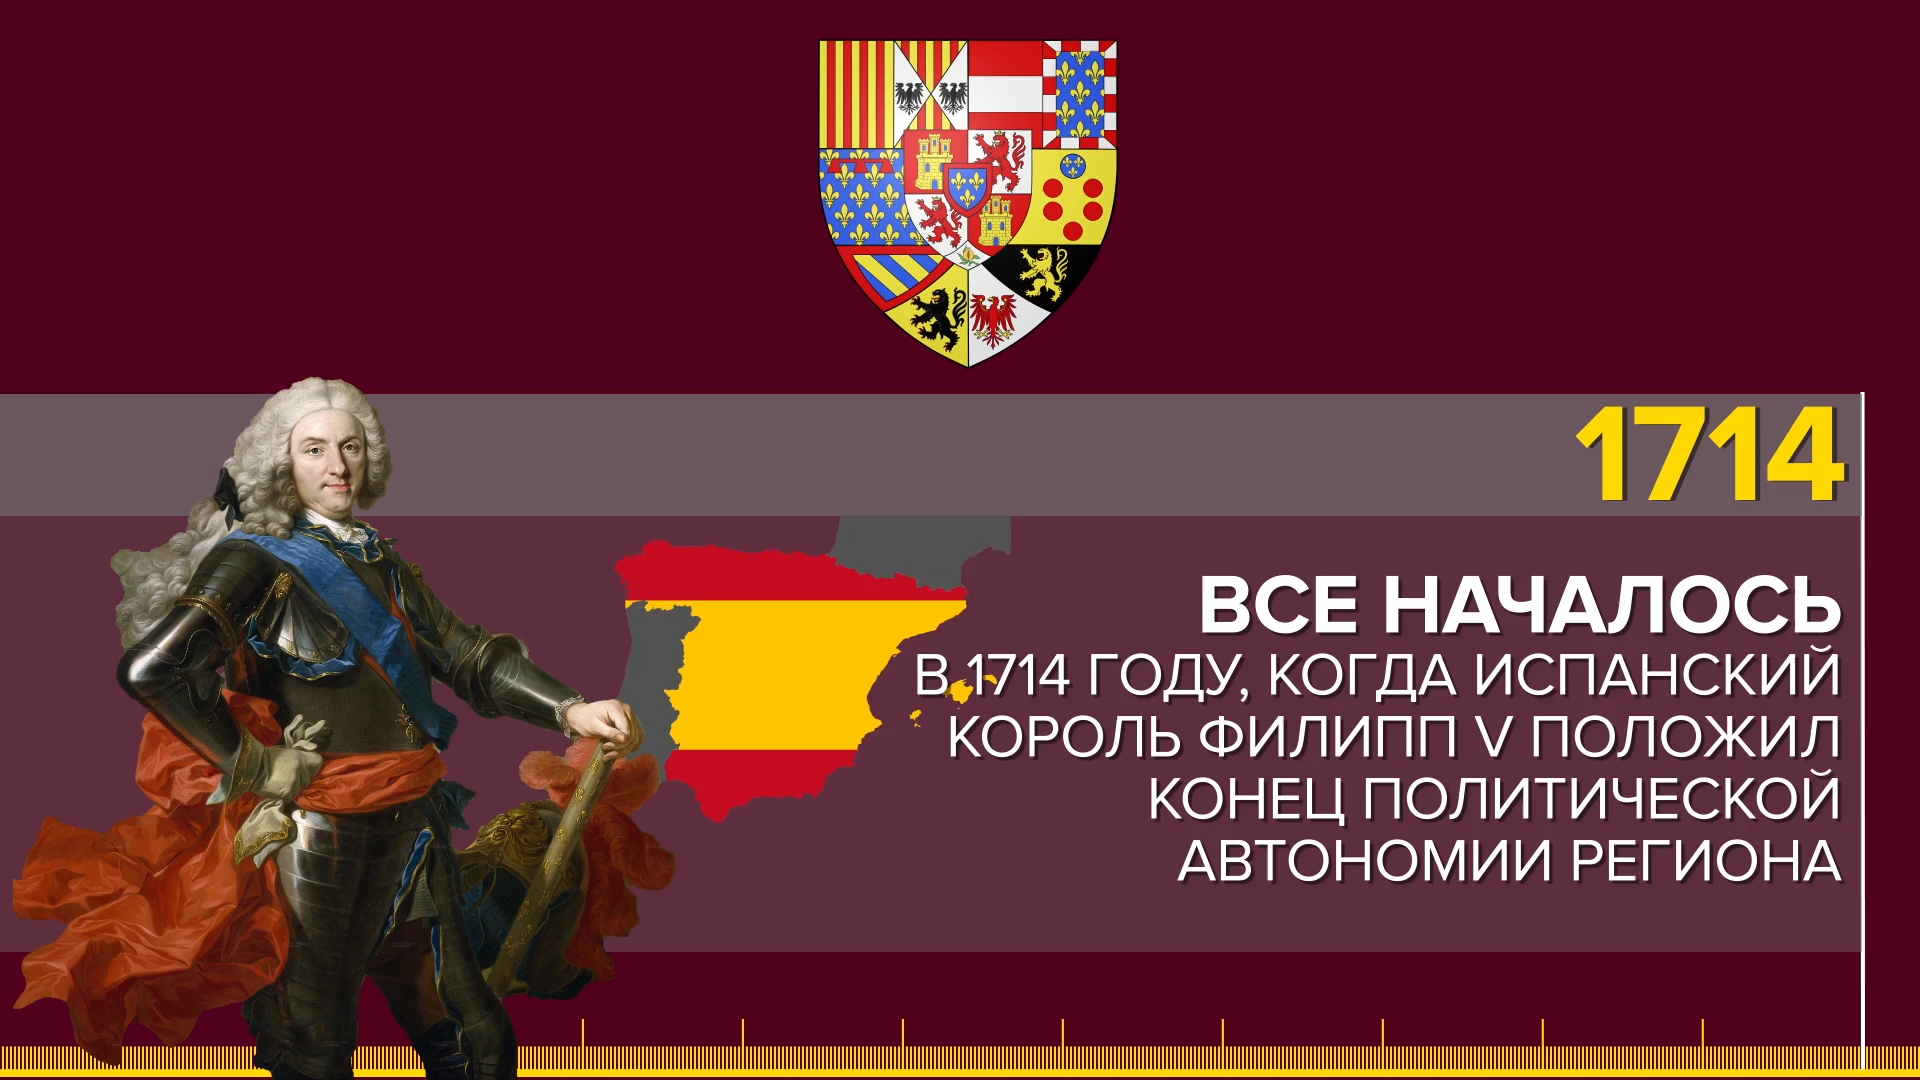 1714
ВСЕ НАЧАЛОСЬ
В 1714 ГОДУ, КОГДА ИСПАНСКИЙ
КОРОЛЬ ФИЛИПП V ПОЛОЖИЛ
КОНЕЦ ПОЛИТИЧЕСКОЙ
АВТОНОМИИ РЕГИОНА